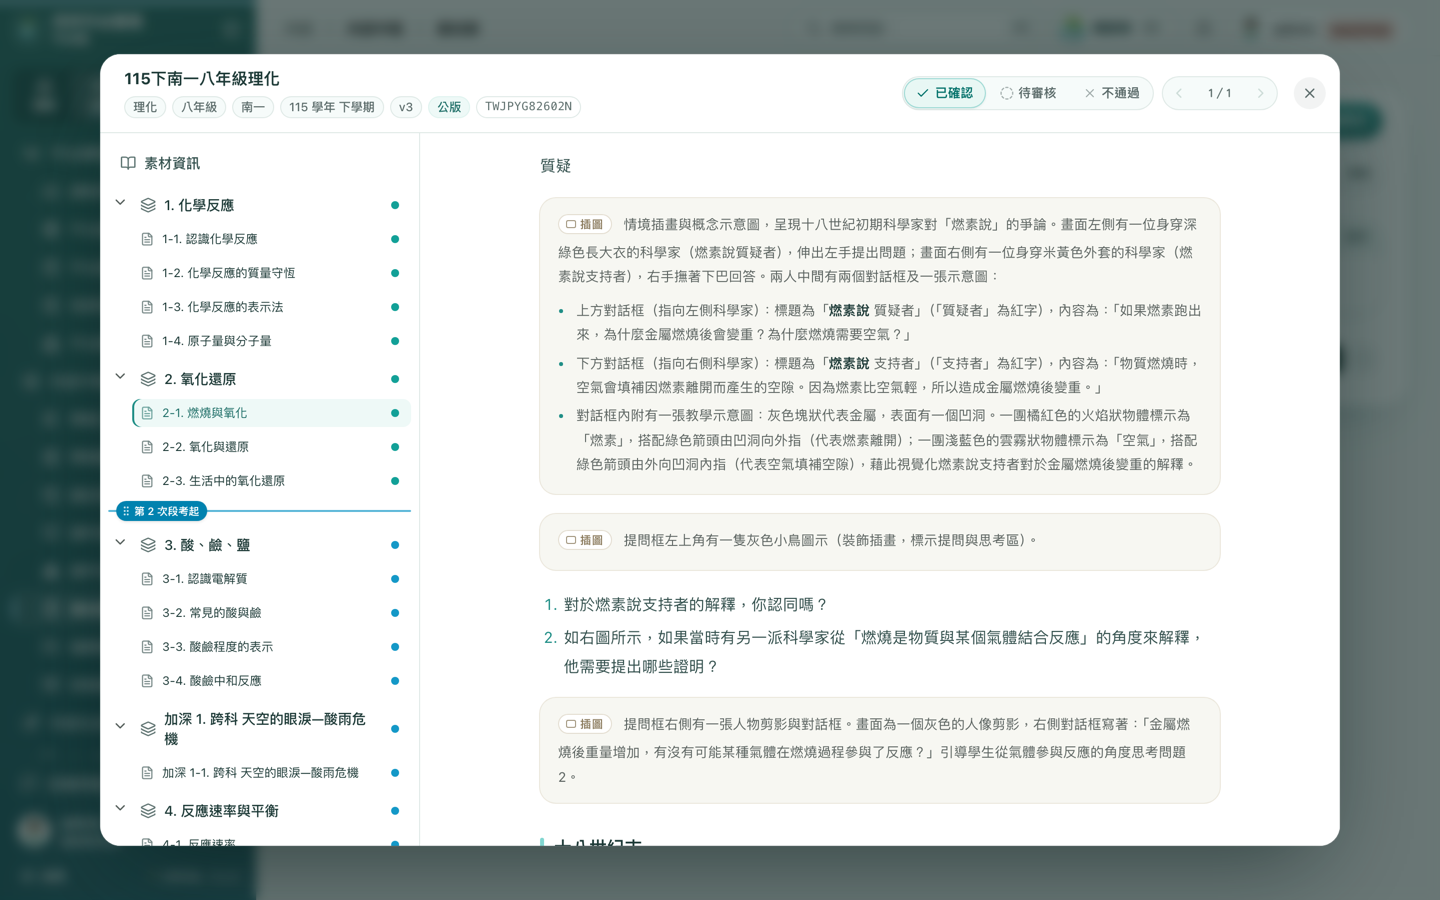 115下南一八年級理化
理化 八年級 南一 115 學年 下學期 v3 公版 TWJPYG82602N
已確認 待審核 不通過 1 / 1
素材資訊
1. 化學反應
1-1. 認識化學反應
1-2. 化學反應的質量守恆
1-3. 化學反應的表示法
1-4. 原子量與分子量
2. 氧化還原
2-1. 燃燒與氧化
2-2. 氧化與還原
2-3. 生活中的氧化還原
第 2 次段考起
3. 酸、鹼、鹽
3-1. 認識電解質
3-2. 常見的酸與鹼
3-3. 酸鹼程度的表示
3-4. 酸鹼中和反應
加深 1. 跨科 天空的眼淚—酸雨危
機
加深 1-1. 跨科 天空的眼淚—酸雨危機
4. 反應速率與平衡
4-1. 反應速率
質疑
插圖 情境插畫與概念示意圖，呈現十八世紀初期科學家對「燃素說」的爭論。畫面左側有一位身穿深
綠色長大衣的科學家（燃素說質疑者），伸出左手提出問題；畫面右側有一位身穿米黃色外套的科學家（燃
素說支持者），右手撫著下巴回答。兩人中間有兩個對話框及一張示意圖：
上方對話框（指向左側科學家）：標題為「燃素說 質疑者」（「質疑者」為紅字），內容為：「如果燃素跑出
來，為什麼金屬燃燒後會變重？為什麼燃燒需要空氣？」
下方對話框（指向右側科學家）：標題為「燃素說 支持者」（「支持者」為紅字），內容為：「物質燃燒時，
空氣會填補因燃素離開而產生的空隙。因為燃素比空氣輕，所以造成金屬燃燒後變重。」
對話框內附有一張教學示意圖：灰色塊狀代表金屬，表面有一個凹洞。一團橘紅色的火焰狀物體標示為
「燃素」，搭配綠色箭頭由凹洞向外指（代表燃素離開）；一團淺藍色的雲霧狀物體標示為「空氣」，搭配
綠色箭頭由外向凹洞內指（代表空氣填補空隙），藉此視覺化燃素說支持者對於金屬燃燒後變重的解釋。
插圖 提問框左上角有一隻灰色小鳥圖示（裝飾插畫，標示提問與思考區）。
1. 對於燃素說支持者的解釋，你認同嗎？
2. 如右圖所示，如果當時有另一派科學家從「燃燒是物質與某個氣體結合反應」的角度來解釋，
他需要提出哪些證明？
插圖 提問框右側有一張人物剪影與對話框。畫面為一個灰色的人像剪影，右側對話框寫著：「金屬燃
燒後重量增加，有沒有可能某種氣體在燃燒過程參與了反應？」引導學生從氣體參與反應的角度思考問題
2。
十八世紀末